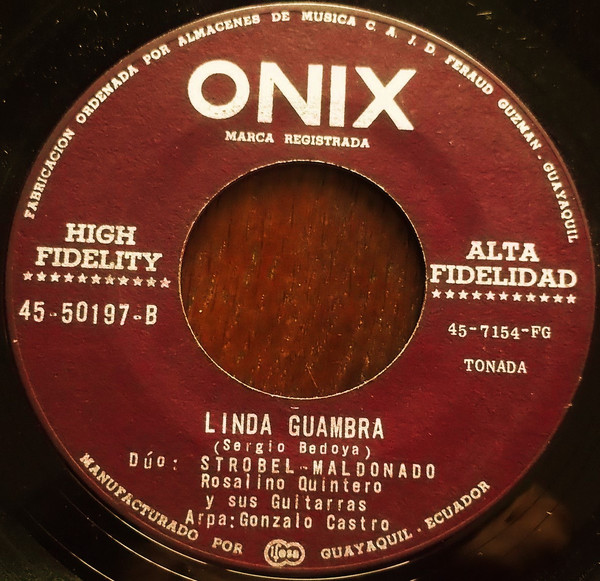 FABRICACION ORDENADA POR ALMACENES DE MUSICA C. A. J. D. FERAUD GUZMAN - GUAYAQUIL
ONIX
MARCA REGISTRADA
HIGH
FIDELITY
***********
45-50197-B
ALTA
FIDELIDAD
***********
45-7154-FG
TONADA
LINDA GUAMBRA
(Sergio Bedoya)
Dúo: STROBEL-MALDONADO
Rosalino Quintero
y sus Guitarras
Arpa:Gonzalo Castro
MANUFACTURADO POR ifesa GUAYAQUIL - ECUADOR